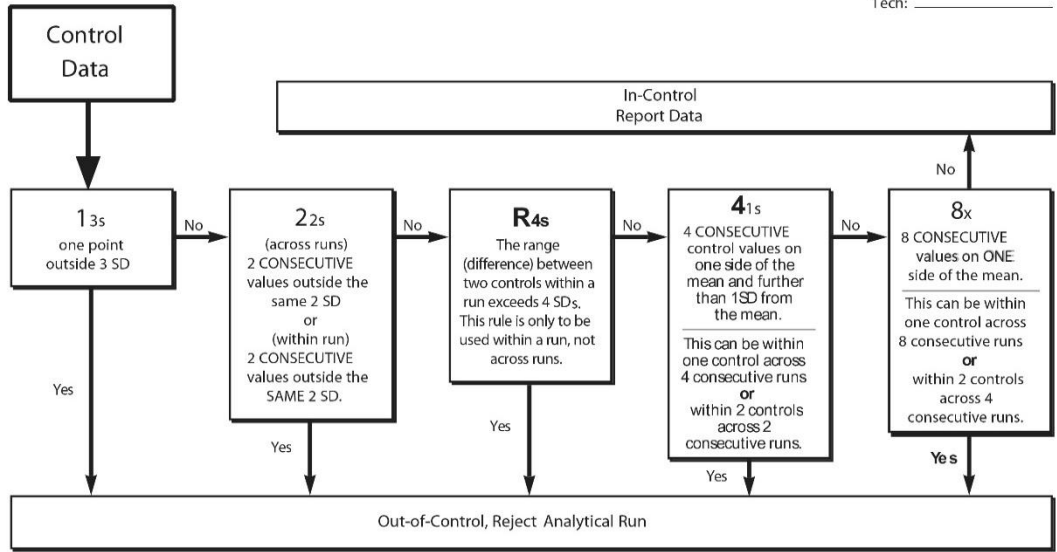 Tech:
Control
Data
In-Control
Report Data
1 3s
one point
outside 3 SD
No
Yes
2 2s
(across runs)
2 CONSECUTIVE
values outside the
same 2 SD
or
(within run)
2 CONSECUTIVE
values outside the
SAME 2 SD.
No
Yes
R4s
The range
(difference) between
two controls within a
run exceeds 4 SDs.
This rule is only to be
used within a run, not
across runs.
No
Yes
41s
4 CONSECUTIVE
control values on
one side of the
mean and further
than 1SD from
the mean.
This can be within
one control across
4 consecutive runs
or
within 2 controls
across 2
consecutive runs.
No
Yes
8x
8 CONSECUTIVE
values on ONE
side of the mean.
This can be within
one control across
8 consecutive runs
or
within 2 controls
across 4
consecutive runs.
No
Yes
Out-of-Control, Reject Analytical Run